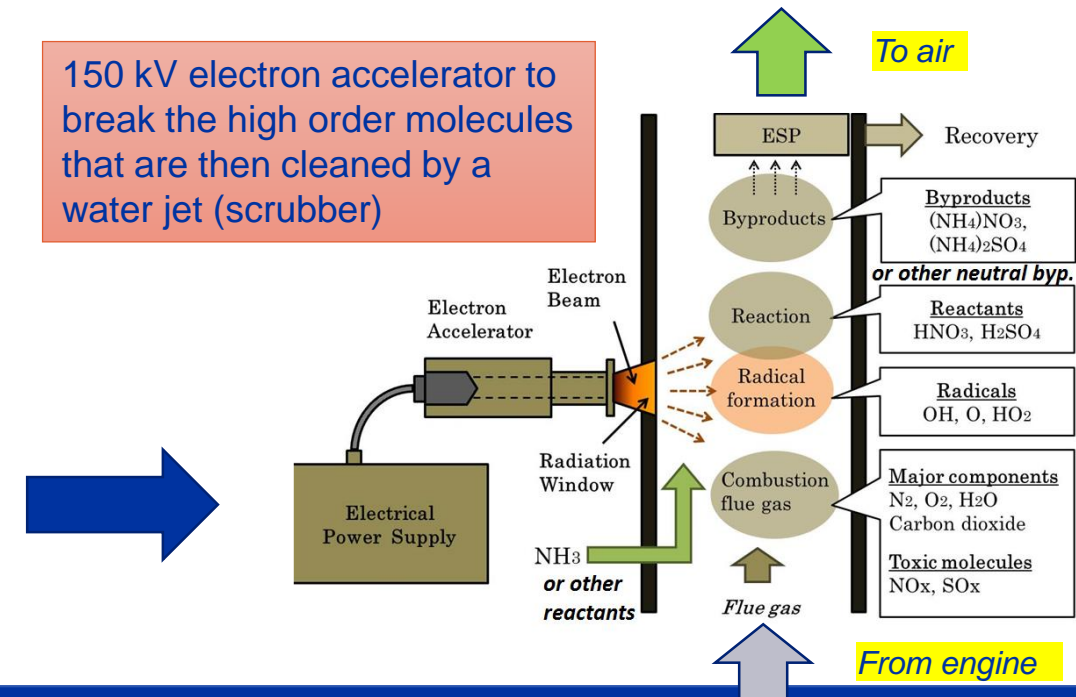 150 kV electron accelerator to
break the high order molecules
that are then cleaned by a
water jet (scrubber)
To air
ESP
Recovery
Byproducts
Byproducts
(NH4)NO3,
(NH4)2SO4
or other neutral byp.
Electron
Beam
Electron
Accelerator
Reaction
Reactants
HNO3, H2SO4
Radical
formation
Radicals
OH, O, HO2
Radiation
Window
Combustion
flue gas
Major components
N2, O2, H2O
Carbon dioxide
Toxic molecules
NOx, SOx
Electrical
Power Supply
NH3
or other
reactants
Flue gas
From engine